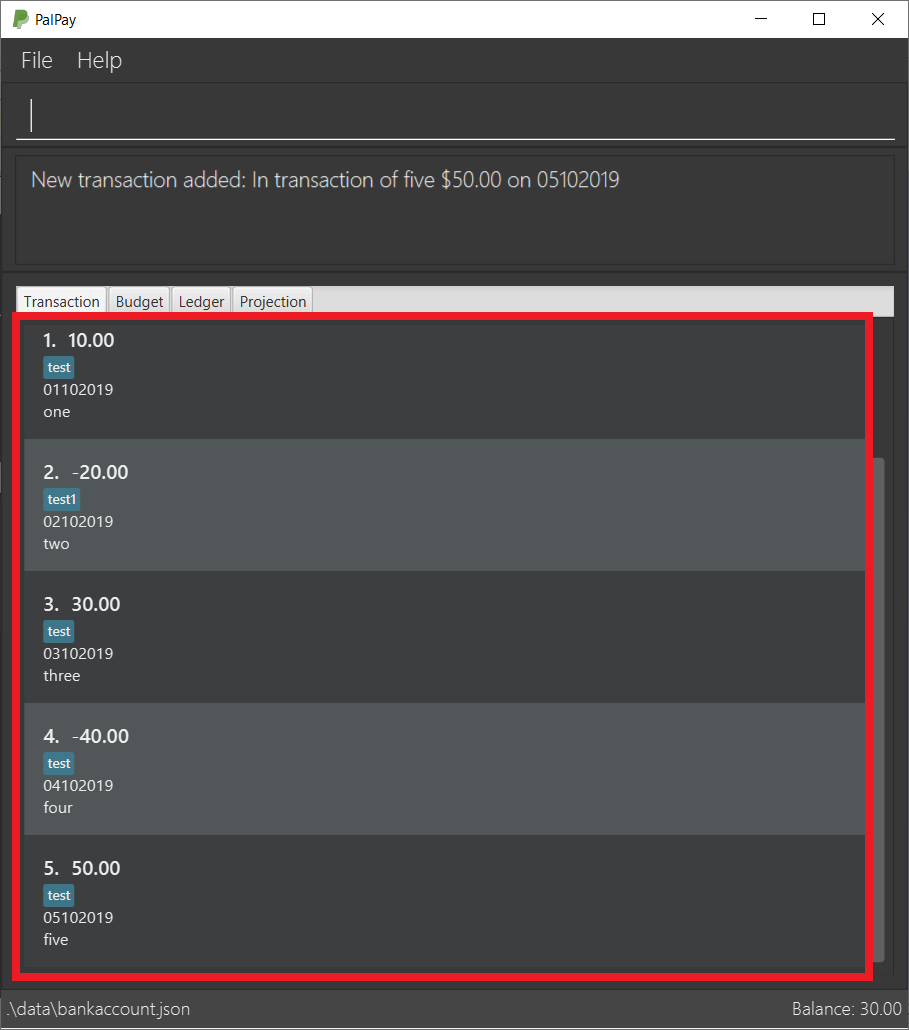 PalPay
File Help
New transaction added: In transaction of five $50.00 on 05102019
Transaction Budget Ledger Projection
1. 10.00
test
01102019
one
2. -20.00
test1
02102019
two
3. 30.00
test
03102019
three
4. -40.00
test
04102019
four
5. 50.00
test
05102019
five
.\data\bankaccount.json Balance: 30.00